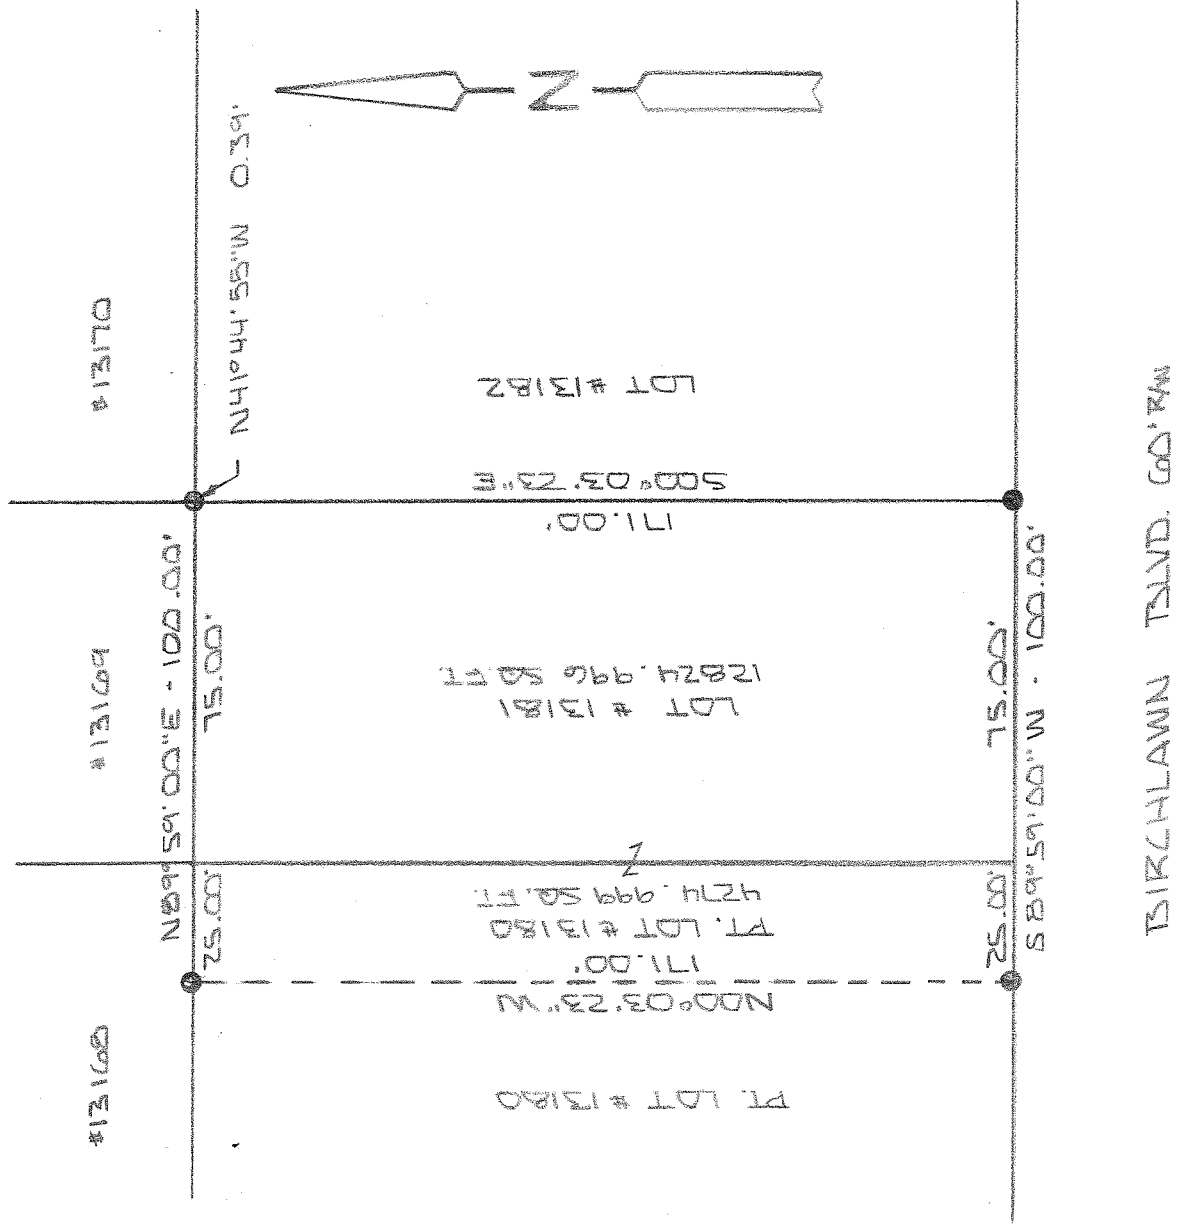 N
#13168
#13169
#13170
N41°44'55"W 0.39'
N89°59'00"E - 100.00'
25.00'
75.00'
PT. LOT #13180
N00°03'23"W
171.00'
PT. LOT #13180
4274.999 SQ. FT.
Z
LOT #13181
12824.996 SQ. FT.
171.00'
S00°03'23"E
LOT #13182
25.00'
75.00'
S89°59'00"W - 100.00'
BIRCHLAWN BLVD. 60' R/W